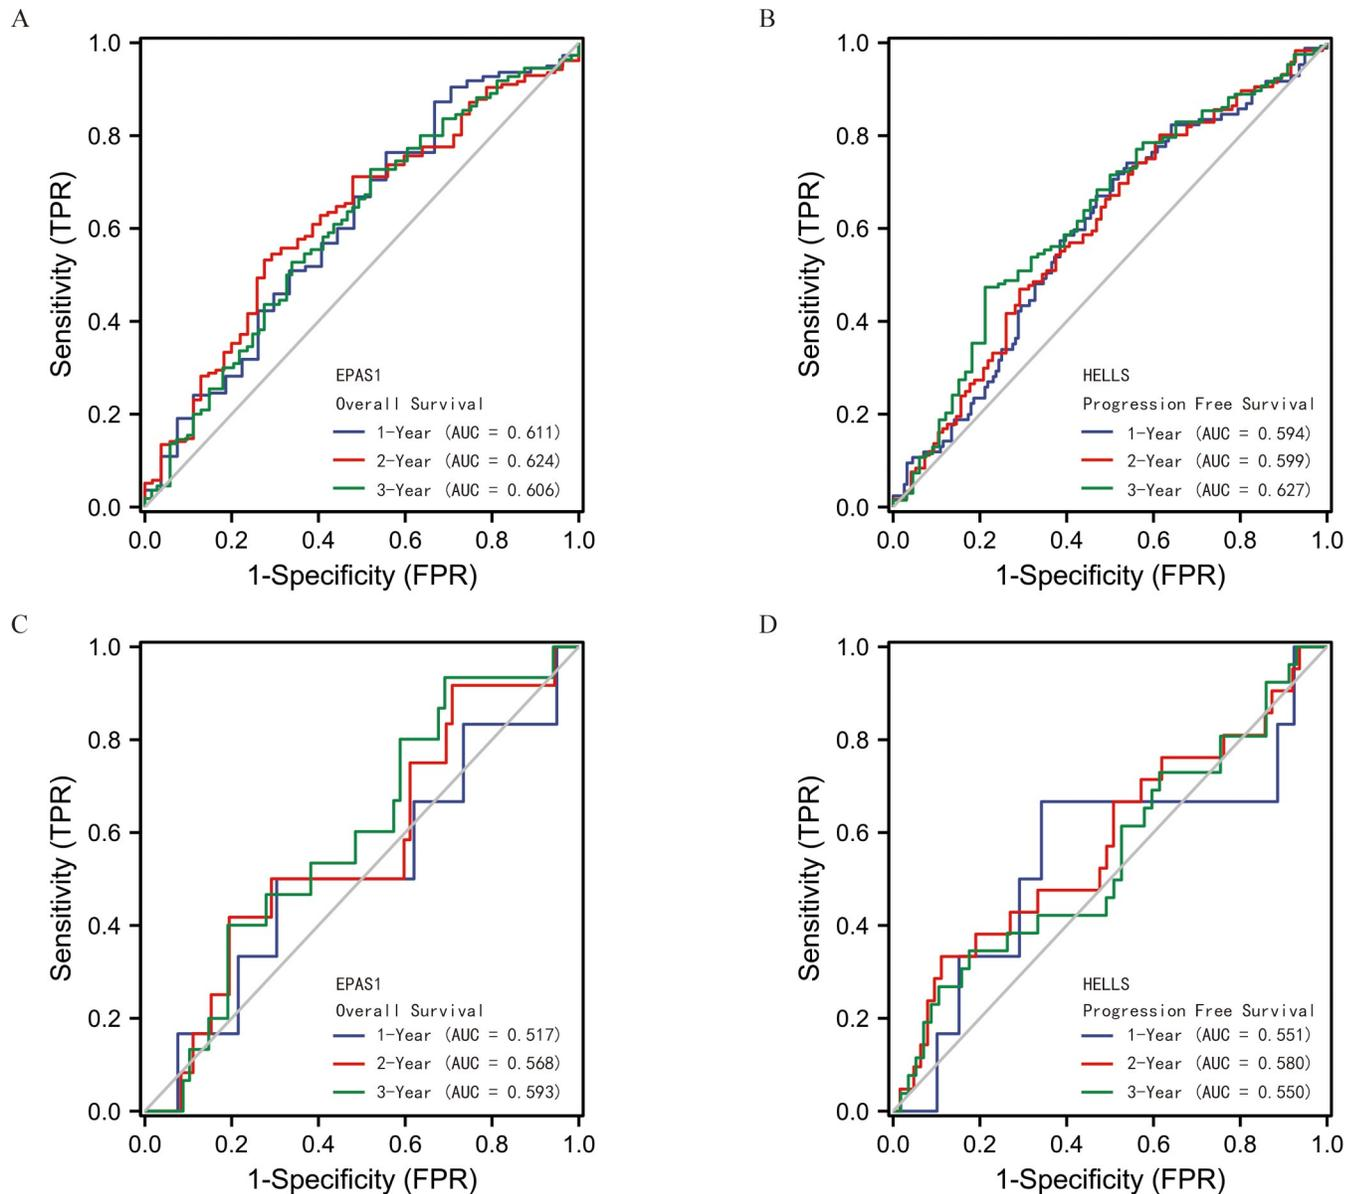 A
Sensitivity (TPR)
1.0
0.8
0.6
0.4
0.2
0.0
EPAS1
Overall Survival
1-Year (AUC = 0.611)
2-Year (AUC = 0.624)
3-Year (AUC = 0.606)
0.0 0.2 0.4 0.6 0.8 1.0
1-Specificity (FPR)
B
Sensitivity (TPR)
1.0
0.8
0.6
0.4
0.2
0.0
HELLS
Progression Free Survival
1-Year (AUC = 0.594)
2-Year (AUC = 0.599)
3-Year (AUC = 0.627)
0.0 0.2 0.4 0.6 0.8 1.0
1-Specificity (FPR)
C
Sensitivity (TPR)
1.0
0.8
0.6
0.4
0.2
0.0
EPAS1
Overall Survival
1-Year (AUC = 0.517)
2-Year (AUC = 0.568)
3-Year (AUC = 0.593)
0.0 0.2 0.4 0.6 0.8 1.0
1-Specificity (FPR)
D
Sensitivity (TPR)
1.0
0.8
0.6
0.4
0.2
0.0
HELLS
Progression Free Survival
1-Year (AUC = 0.551)
2-Year (AUC = 0.580)
3-Year (AUC = 0.550)
0.0 0.2 0.4 0.6 0.8 1.0
1-Specificity (FPR)